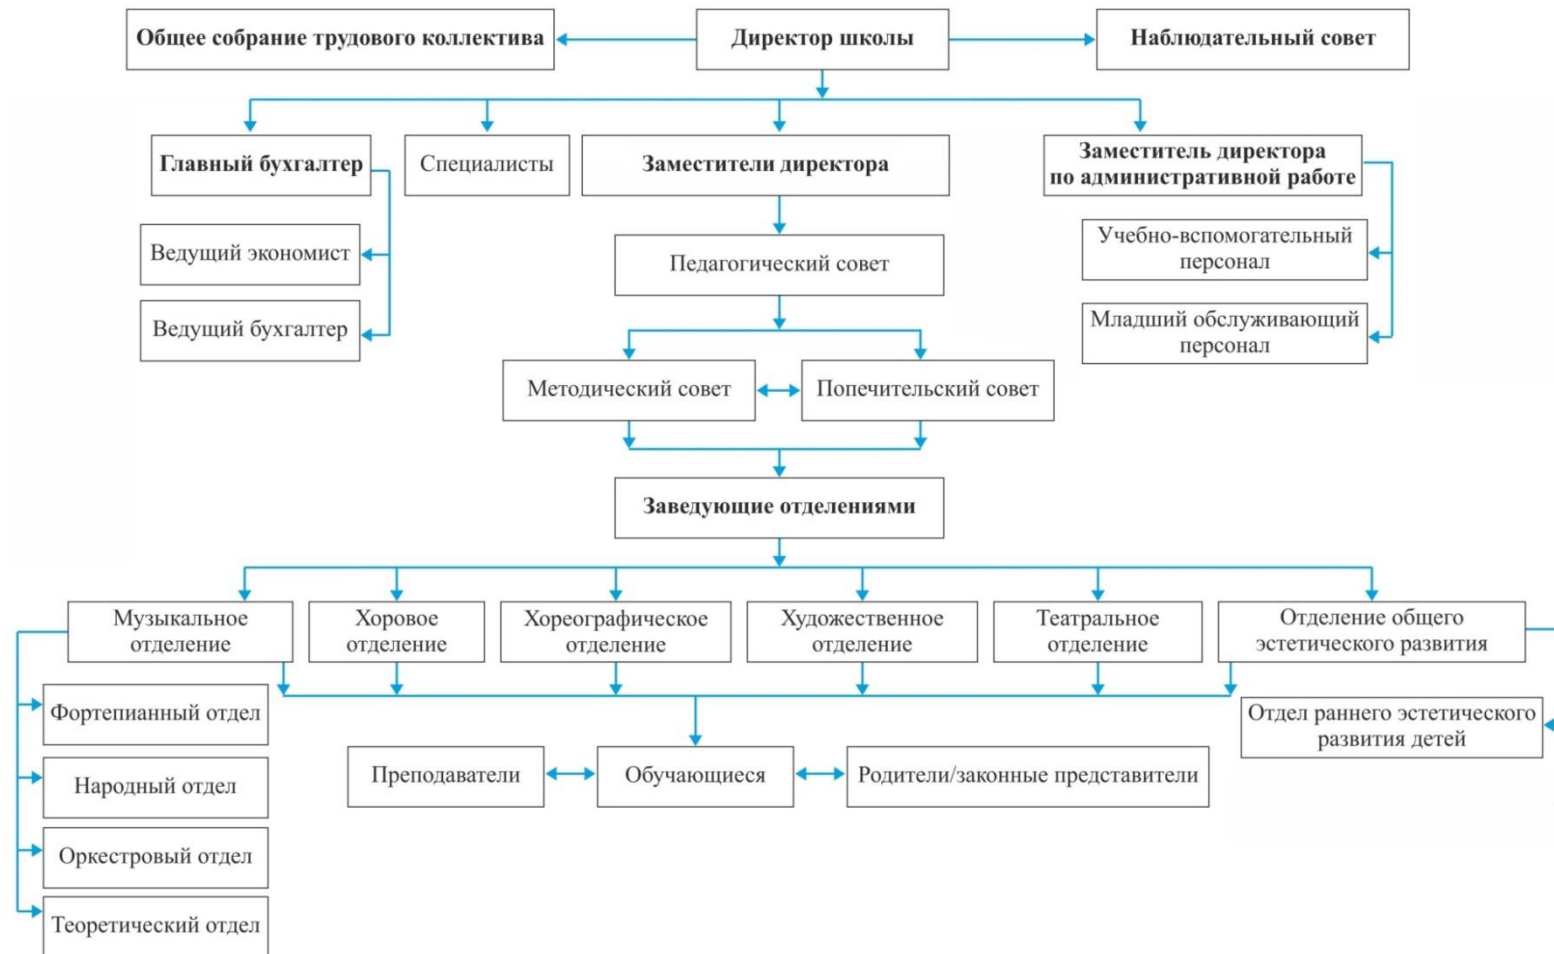 Общее собрание трудового коллектива
Директор школы
Наблюдательный совет
Главный бухгалтер
Специалисты
Заместители директора
Заместитель директора
по административной работе
Ведущий экономист
Ведущий бухгалтер
Педагогический совет
Учебно-вспомогательный
персонал
Младший обслуживающий
персонал
Методический совет
Попечительский совет
Заведующие отделениями
Музыкальное
отделение
Хоровое
отделение
Хореографическое
отделение
Художественное
отделение
Театральное
отделение
Отделение общего
эстетического развития
Фортепианный отдел
Народный отдел
Оркестровый отдел
Теоретический отдел
Отдел раннего эстетического
развития детей
Преподаватели
Обучающиеся
Родители/законные представители